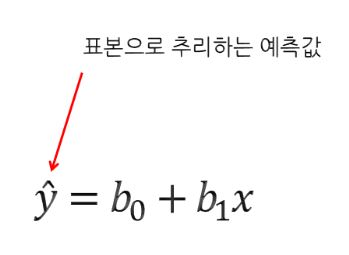 표본으로 추리하는 예측값
ŷ = b₀ + b₁x